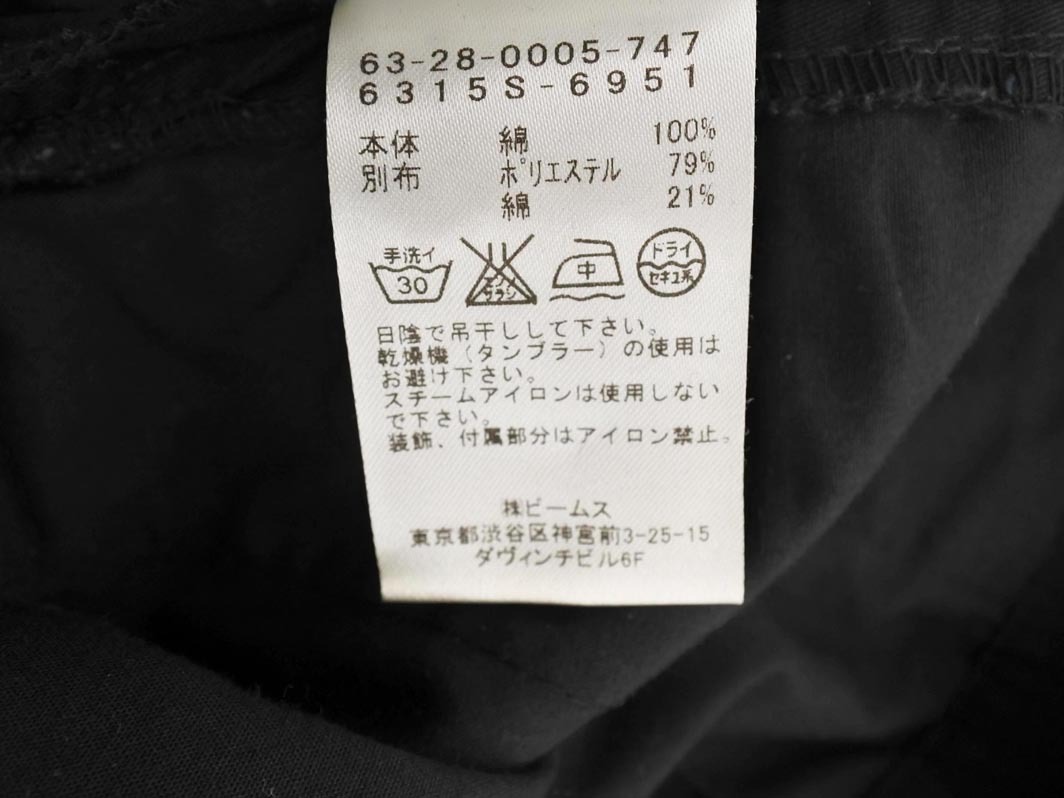 63-28-0005-747
6315S-6951
本体 綿 100%
別布 ポリエステル 79%
綿 21%
手洗イ 30
エンソサラシ
中
ドライ
セキユ系
日陰で吊干しして下さい。
乾燥機(タンブラー)の使用は
お避け下さい。
スチームアイロンは使用しない
で下さい。
装飾、付属部分はアイロン禁止。
㈱ビームス
東京都渋谷区神宮前3-25-15
ダヴィンチビル6F